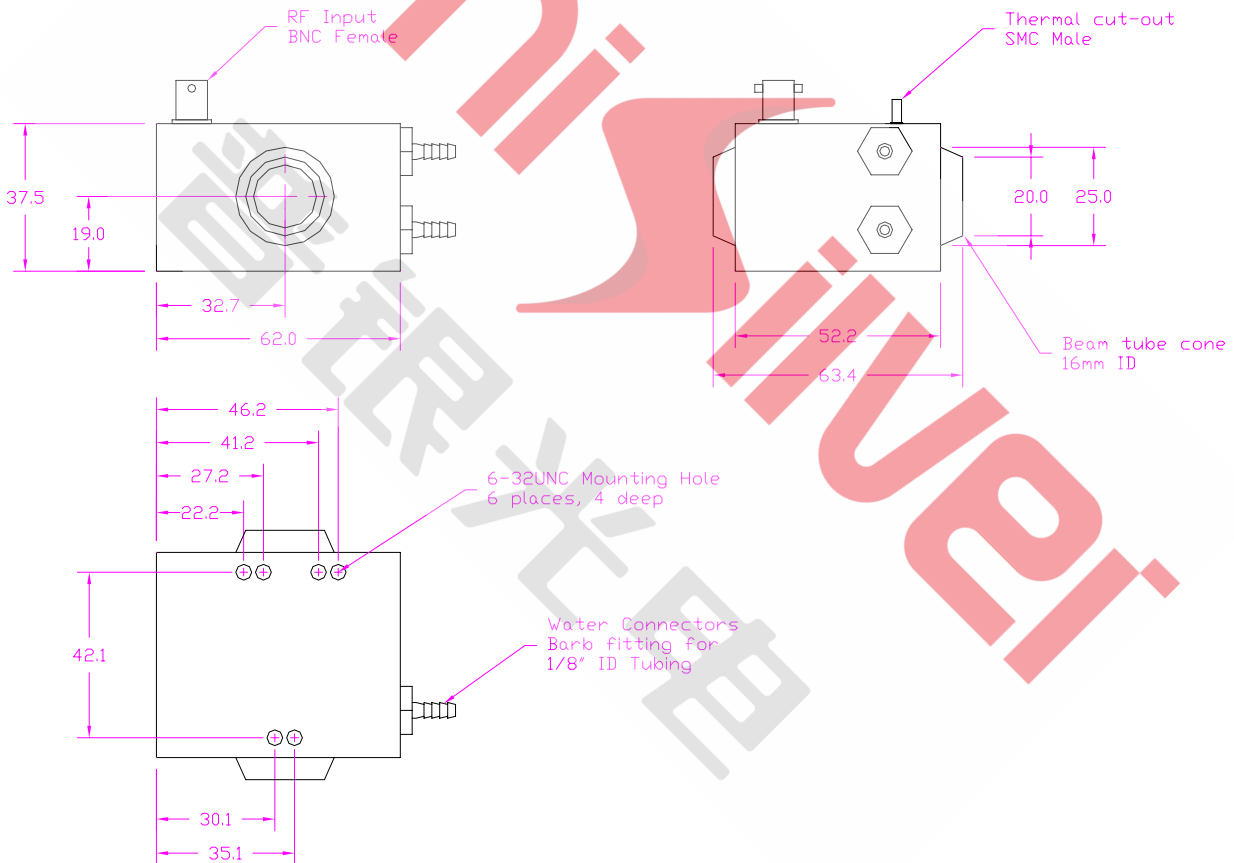 RF Input
BNC Female
Thermal cut-out
SMC Male
37.5
19.0
32.7
62.0
20.0
25.0
52.2
63.4
Beam tube cone
16mm ID
46.2
41.2
27.2
22.2
6-32UNC Mounting Hole
6 places, 4 deep
42.1
Water Connectors
Barb fitting for
1/8" ID Tubing
30.1
35.1
银光电